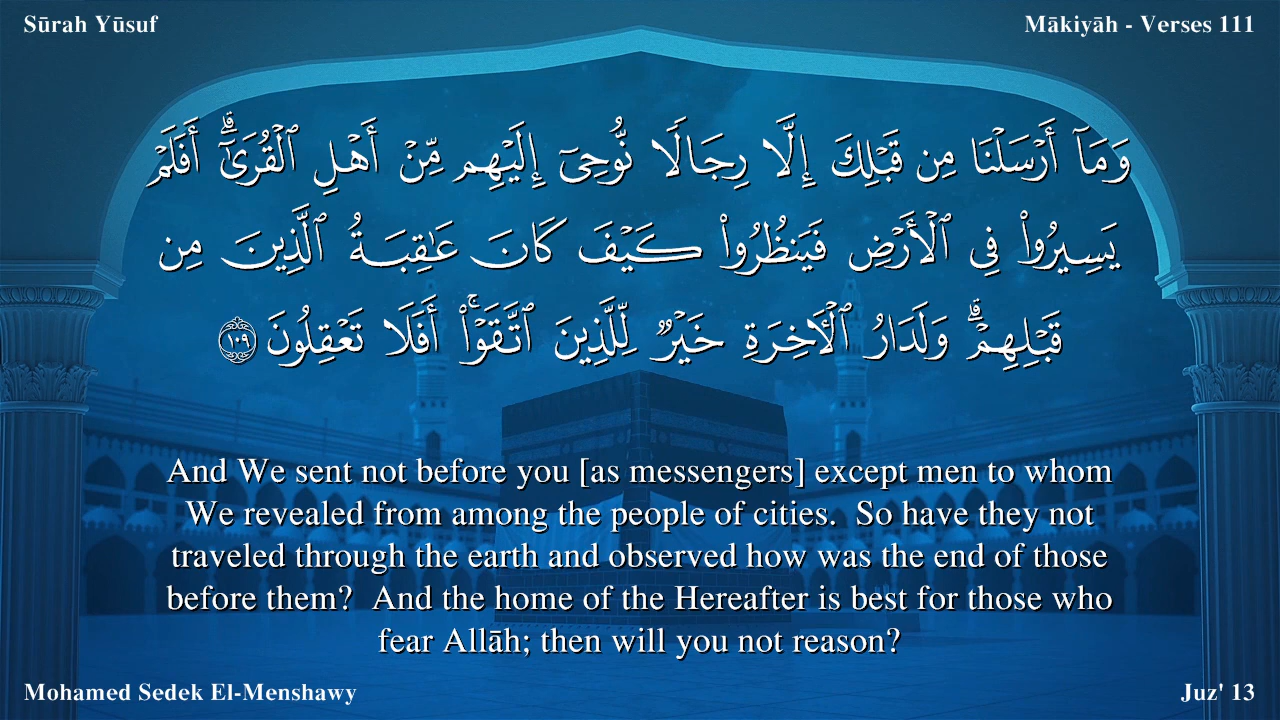 Sūrah Yūsuf
Mākiyāh - Verses 111
وَمَآ أَرْسَلْنَا مِن قَبْلِكَ إِلَّا رِجَالًا نُّوحِىٓ إِلَيْهِم مِّنْ أَهْلِ ٱلْقُرَىٰٓ ۗ أَفَلَمْ
يَسِيرُوا۟ فِى ٱلْأَرْضِ فَيَنظُرُوا۟ كَيْفَ كَانَ عَـٰقِبَةُ ٱلَّذِينَ مِن
قَبْلِهِمْ ۗ وَلَدَارُ ٱلْـَٔاخِرَةِ خَيْرٌ لِّلَّذِينَ ٱتَّقَوْا۟ ۚ أَفَلَا تَعْقِلُونَ ١٠٩
And We sent not before you [as messengers] except men to whom
We revealed from among the people of cities.  So have they not
traveled through the earth and observed how was the end of those
before them?  And the home of the Hereafter is best for those who
fear Allāh; then will you not reason?
Mohamed Sedek El-Menshawy
Juz' 13